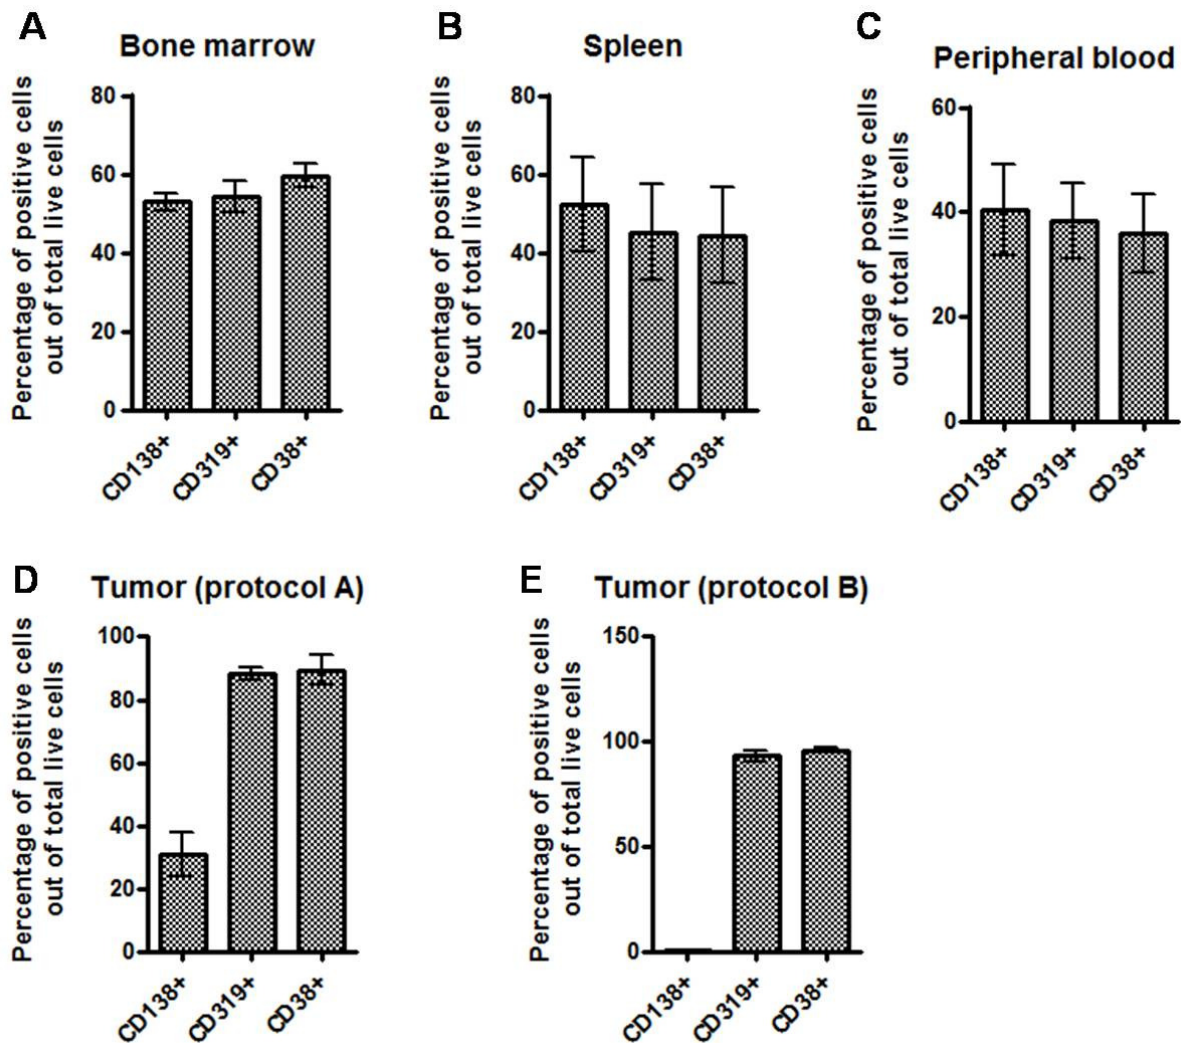 A
Bone marrow
Percentage of positive cells
out of total live cells
80
60
40
20
0
CD138+
CD319+
CD38+
B
Spleen
Percentage of positive cells
out of total live cells
80
60
40
20
0
CD138+
CD319+
CD38+
C
Peripheral blood
Percentage of positive cells
out of total live cells
60
40
20
0
CD138+
CD319+
CD38+
D
Tumor (protocol A)
Percentage of positive cells
out of total live cells
100
80
60
40
20
0
CD138+
CD319+
CD38+
E
Tumor (protocol B)
Percentage of positive cells
out of total live cells
150
100
50
0
CD138+
CD319+
CD38+